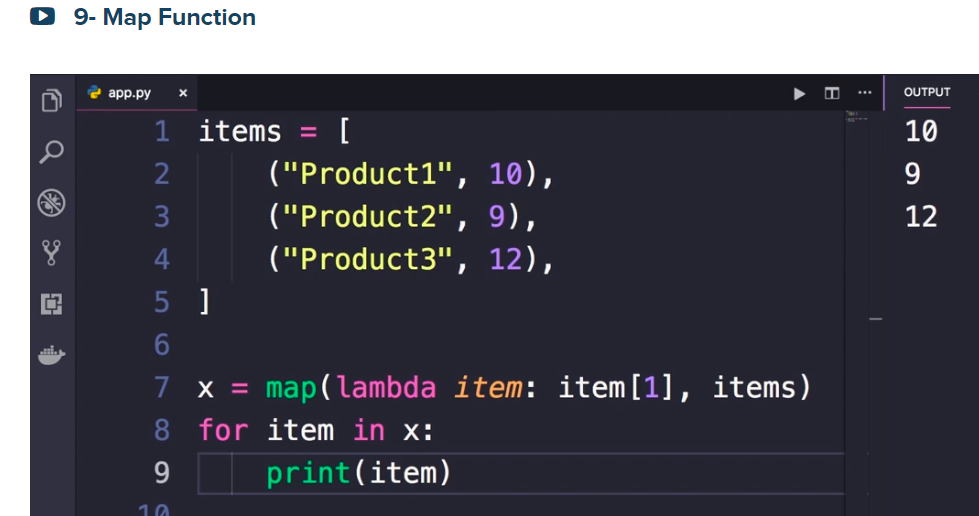 9- Map Function
app.py x
OUTPUT
1 items = [
2 ("Product1", 10),
3 ("Product2", 9),
4 ("Product3", 12),
5 ]
6
7 x = map(lambda item: item[1], items)
8 for item in x:
9 print(item)
10
10
9
12